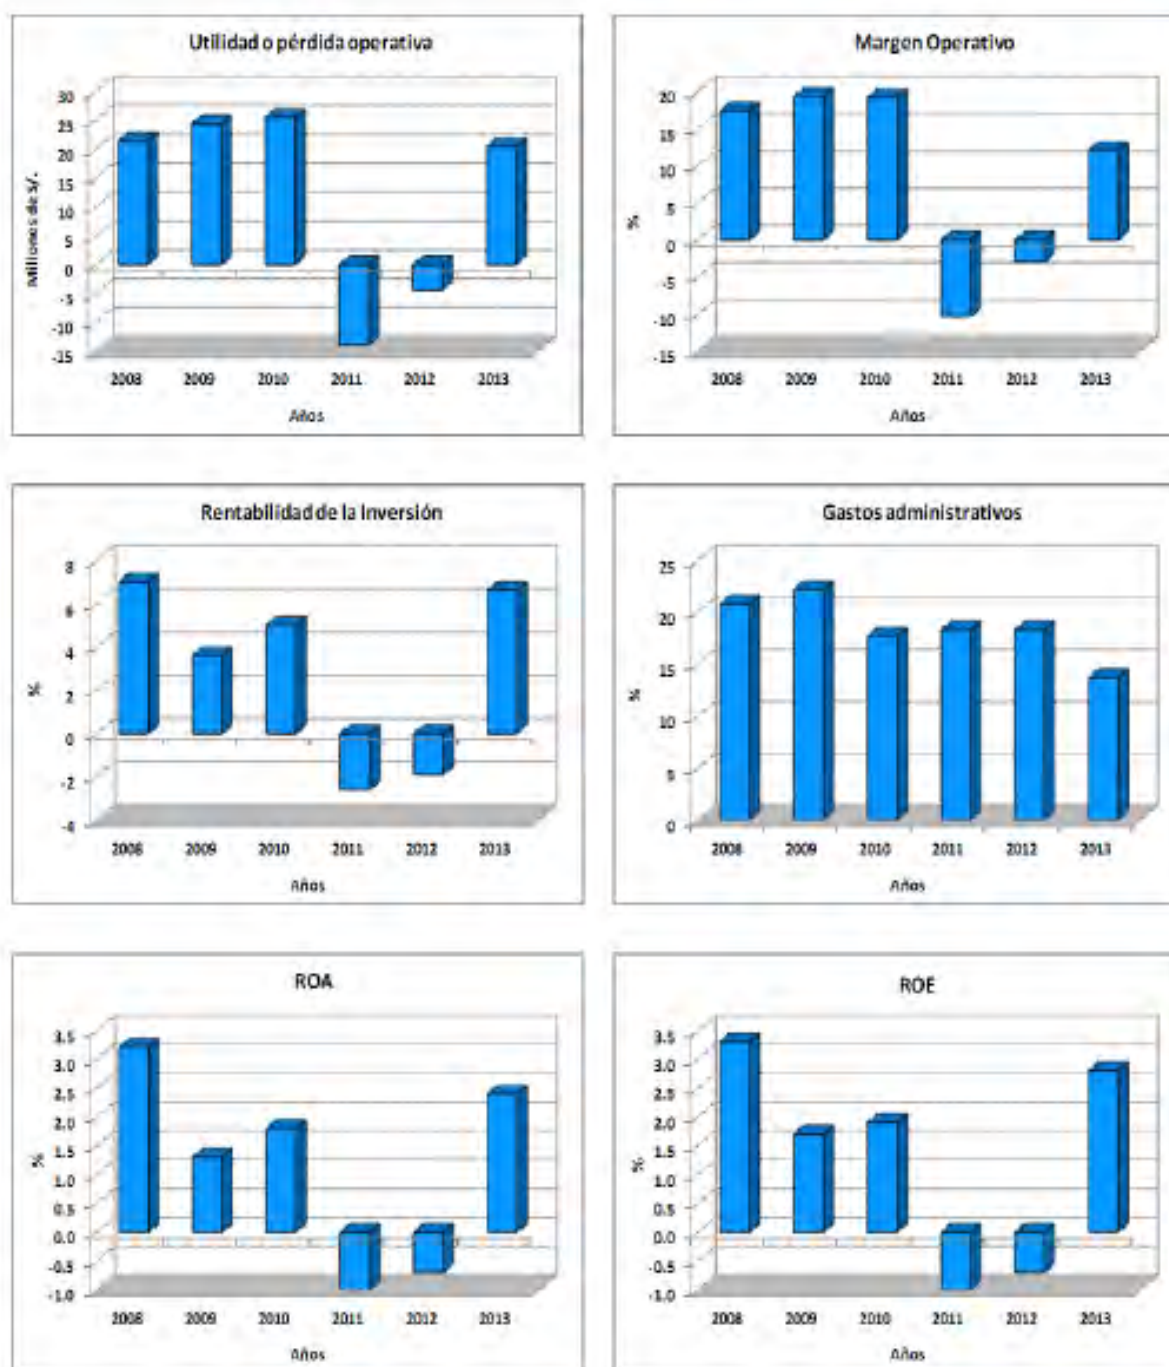 Utilidad o pérdida operativa
Millones de S/.
30
25
20
15
10
5
0
-5
-10
-15
2008 2009 2010 2011 2012 2013
Años
Margen Operativo
%
20
15
10
5
0
-5
-10
-15
2008 2009 2010 2011 2012 2013
Años
Rentabilidad de la Inversión
%
8
6
4
2
0
-2
-4
2008 2009 2010 2011 2012 2013
Años
Gastos administrativos
%
25
20
15
10
5
0
2008 2009 2010 2011 2012 2013
Años
ROA
%
3.5
3.0
2.5
2.0
1.5
1.0
0.5
0.0
-0.5
-1.0
2008 2009 2010 2011 2012 2013
Años
ROE
%
3.5
3.0
2.5
2.0
1.5
1.0
0.5
0.0
-0.5
-1.0
2008 2009 2010 2011 2012 2013
Años